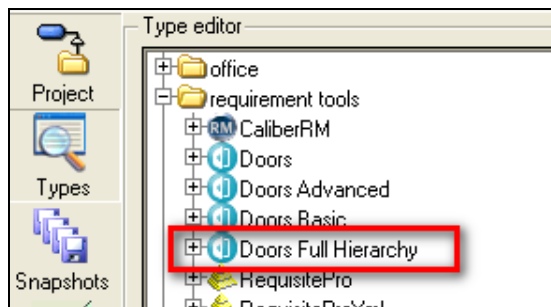 Type editor
office
Project
requirement tools
RM CaliberRM
Doors
Types
Doors Advanced
Doors Basic
Doors Full Hierarchy
Snapshots
RequisitePro